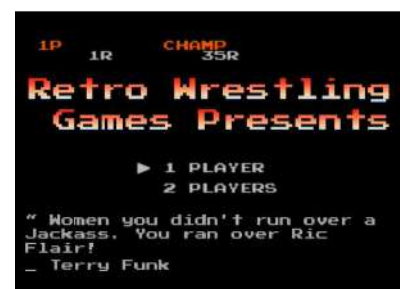 1P CHAMP
1R 35R
Retro Wrestling
Games Presents
▶ 1 PLAYER
2 PLAYERS
“ Women you didn't run over a
Jackass. You ran over Ric
Flair!
_ Terry Funk